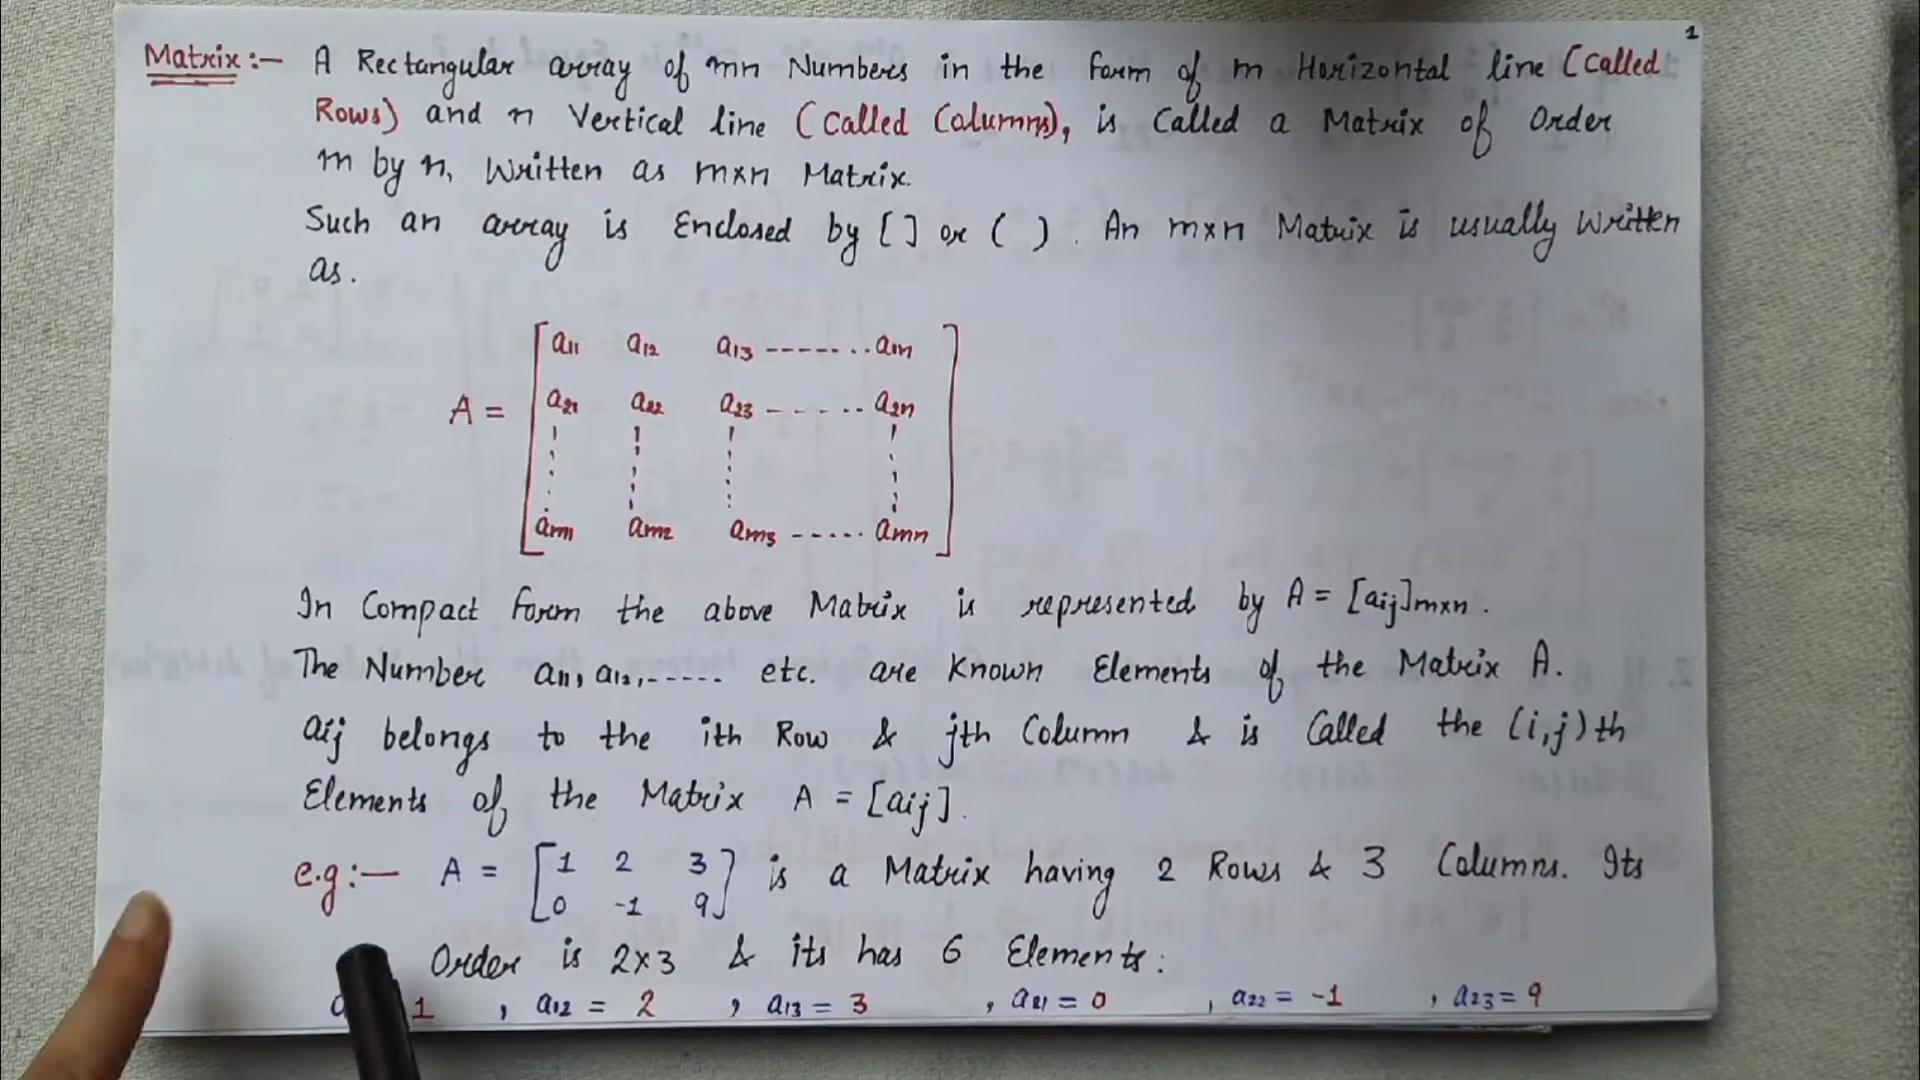 1
Matrix :— A Rectangular array of mn Numbers in the form of m Horizontal line (Called
Rows) and n Vertical line (Called Columns), is Called a Matrix of Order
m by n, Written as m×n Matrix.
Such an array is Enclosed by [ ] or ( ). An m×n Matrix is usually Written
as.
a11 a12 a13 ------- a1n
A = a21 a22 a23 ------ a2n
am1 am2 am3 ------ amn
In Compact form the above Matrix is represented by A = [aij]m×n.
The Number a11, a12,----- etc. are Known Elements of the Matrix A.
aij belongs to the ith Row & jth Column & is Called the (i,j)th
Elements of the Matrix A = [aij].
e.g :— A = [1 2 3 is a Matrix having 2 Rows & 3 Columns. Its
0 -1 9]
Order is 2×3 & its has 6 Elements:
1 , a12 = 2 , a13 = 3 , a21 = 0 , a22 = -1 , a23 = 9